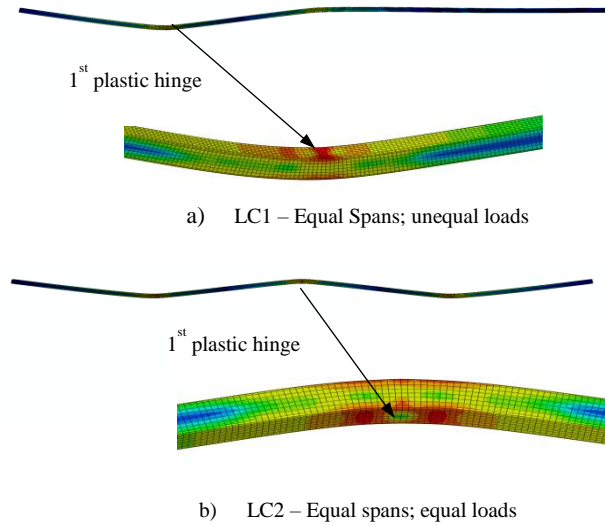 1st plastic hinge
a) LC1 – Equal Spans; unequal loads
1st plastic hinge
b) LC2 – Equal spans; equal loads